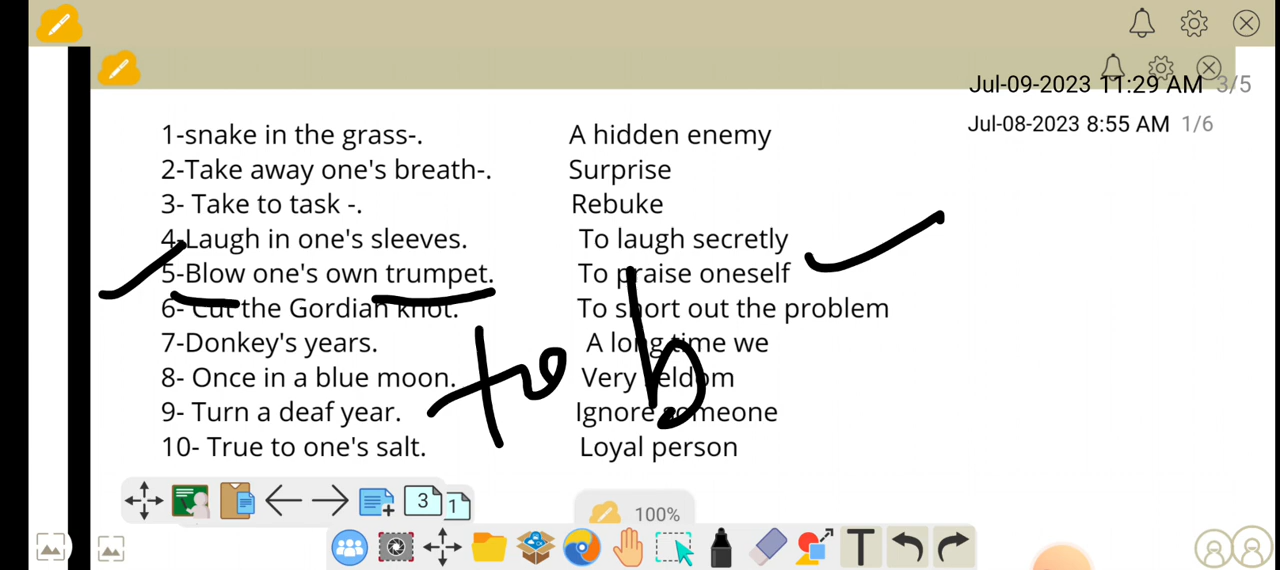 Jul-09-2023 11:29 AM 3/5
Jul-08-2023 8:55 AM 1/6
1-snake in the grass-. A hidden enemy
2-Take away one's breath-. Surprise
3- Take to task -. Rebuke
4-Laugh in one's sleeves. To laugh secretly
5-Blow one's own trumpet. To praise oneself
6- Cut the Gordian knot. To short out the problem
7-Donkey's years. A long time we
8- Once in a blue moon. Very seldom
9- Turn a deaf year. Ignore someone
10- True to one's salt. Loyal person
to b
3 1
100%
T